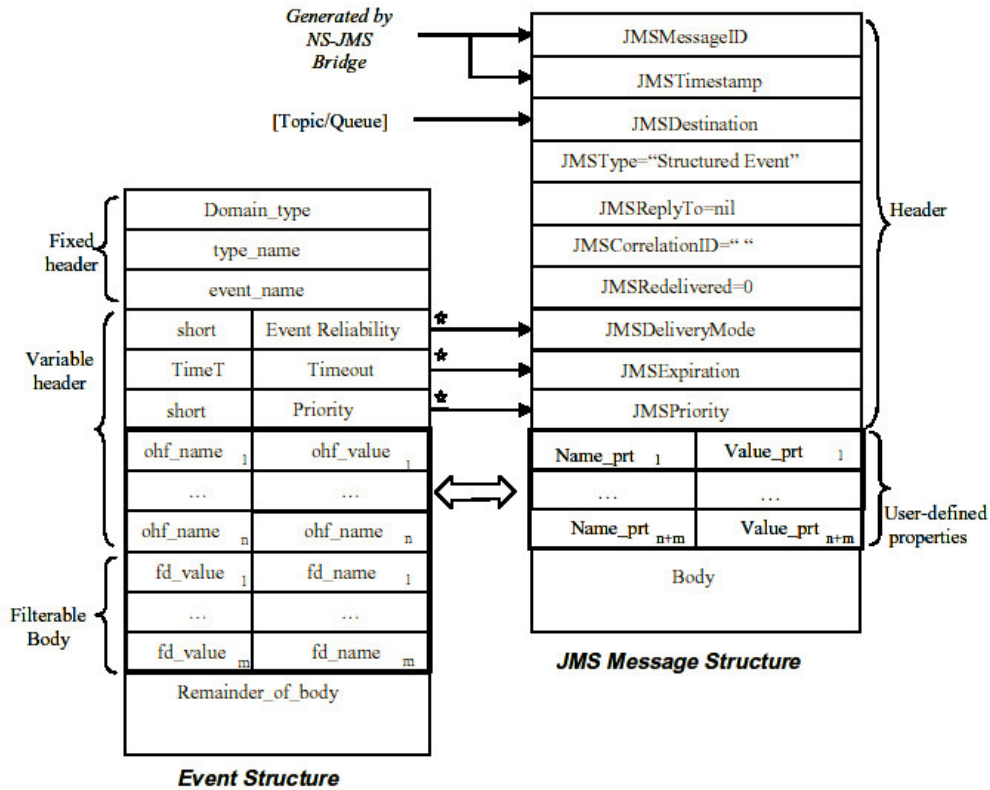 Generated by
NS-JMS
Bridge
[Topic/Queue]
JMSMessageID
JMSTimestamp
JMSDestination
JMSType=“Structured Event”
JMSReplyTo=nil
JMSCorrelationID=“ “
JMSRedelivered=0
JMSDeliveryMode
JMSExpiration
JMSPriority
Header
Name_prt 1 Value_prt 1
... ...
Name_prt n+m Value_prt n+m
User-defined
properties
Body
JMS Message Structure
Fixed
header
Domain_type
type_name
event_name
Variable
header
short Event Reliability *
TimeT Timeout *
short Priority *
ohf_name 1 ohf_value 1
... ...
ohf_name n ohf_name n
Filterable
Body
fd_value 1 fd_name 1
... ...
fd_value m fd_name m
Remainder_of_body
Event Structure